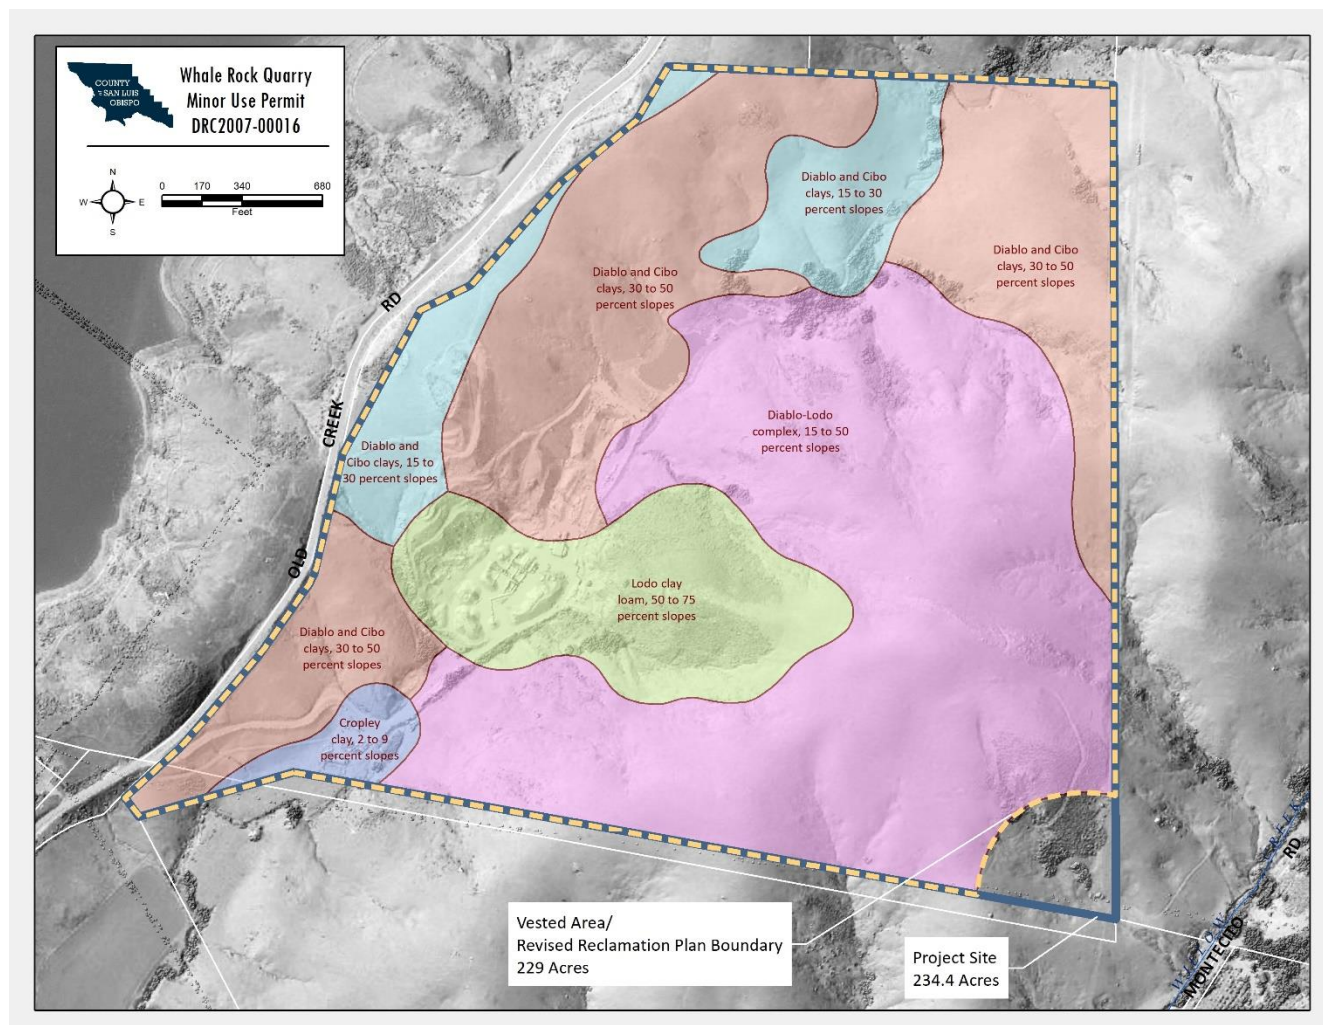 COUNTY
SAN LUIS
OBISPO
Whale Rock Quarry
Minor Use Permit
DRC2007-00016
N
W E
S
0 170 340 680
Feet
Diablo and Cibo
clays, 15 to 30
percent slopes
Diablo and Cibo
clays, 30 to 50
percent slopes
Diablo and Cibo
clays, 30 to 50
percent slopes
OLD CREEK RD
Diablo-Lodo
complex, 15 to 50
percent slopes
Diablo and
Cibo clays, 15 to
30 percent slopes
Lodo clay
loam, 50 to 75
percent slopes
Diablo and Cibo
clays, 30 to 50
percent slopes
Cropley
clay, 2 to 9
percent slopes
Vested Area/
Revised Reclamation Plan Boundary
229 Acres
Project Site
234.4 Acres
MONTECITO RD